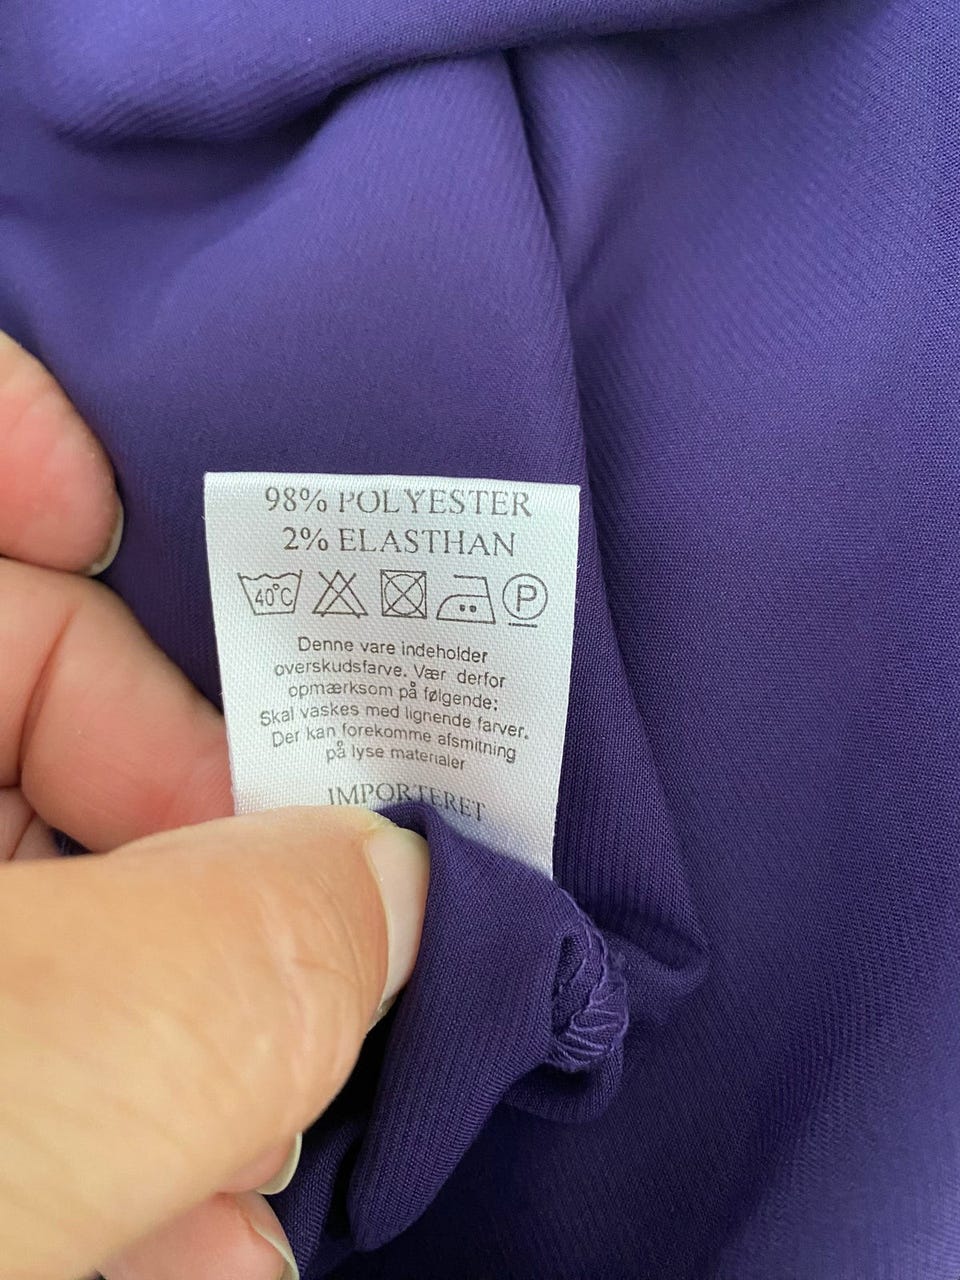 98% POLYESTER
2% ELASTHAN
40°C P
Denne vare indeholder
overskudsfarve. Vær derfor
opmærksom på følgende:
Skal vaskes med lignende farver.
Der kan forekomme afsmitning
på lyse materialer
IMPORTERET